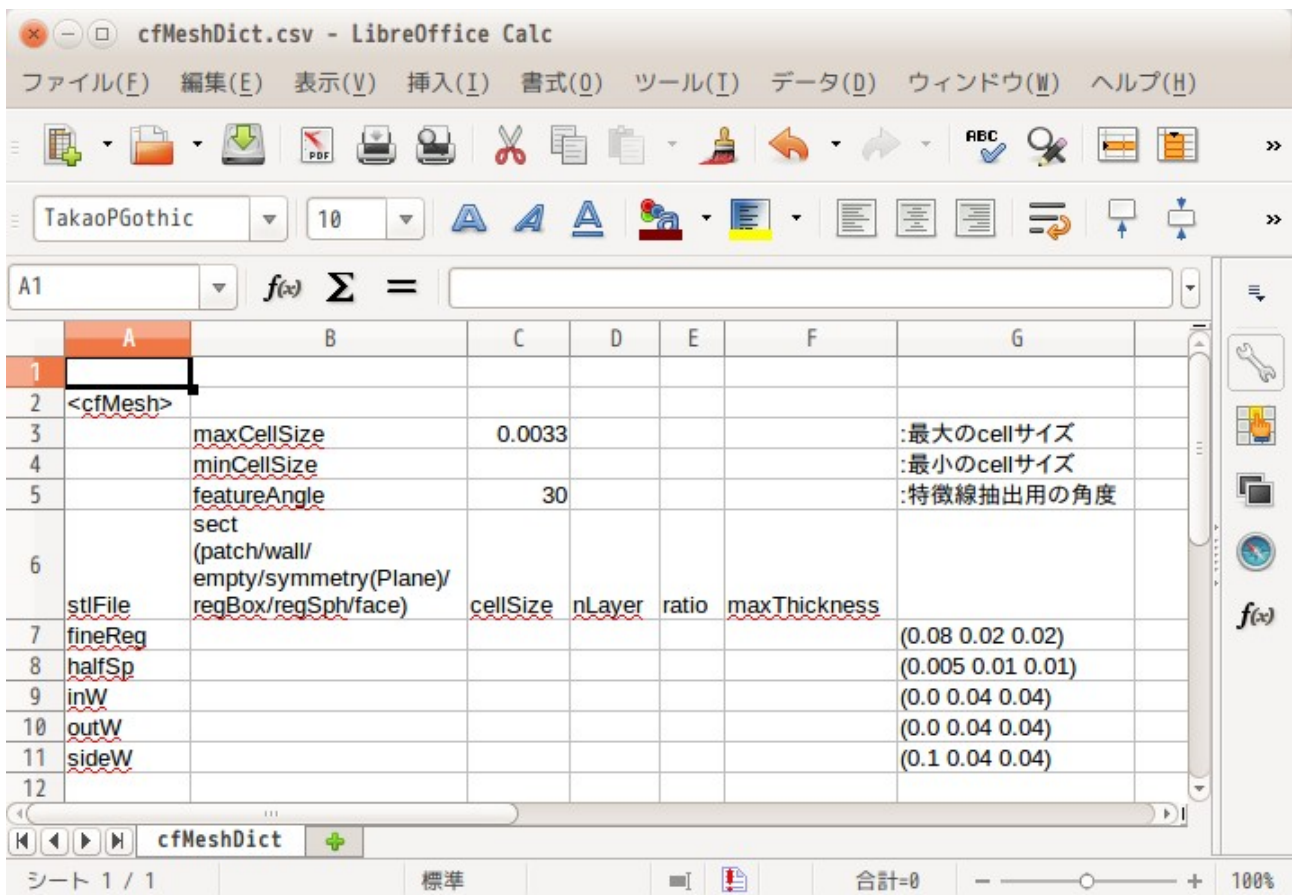 cfMeshDict.csv - LibreOffice Calc
ファイル(F) 編集(E) 表示(V) 挿入(I) 書式(O) ツール(T) データ(D) ウィンドウ(W) ヘルプ(H)
PDF ABC
TakaoPGothic 10
A1 f(x) Σ =
A B C D E F G
1
2 <cfMesh>
3 maxCellSize 0.0033 :最大のcellサイズ
4 minCellSize :最小のcellサイズ
5 featureAngle 30 :特徴線抽出用の角度
sect
(patch/wall/
6 empty/symmetry(Plane)/
stlFile regBox/regSph/face) cellSize nLayer ratio maxThickness
7 fineReg (0.08 0.02 0.02)
8 halfSp (0.005 0.01 0.01)
9 inW (0.0 0.04 0.04)
10 outW (0.0 0.04 0.04)
11 sideW (0.1 0.04 0.04)
12
f(x)
cfMeshDict
シート 1 / 1 標準 合計=0 100%